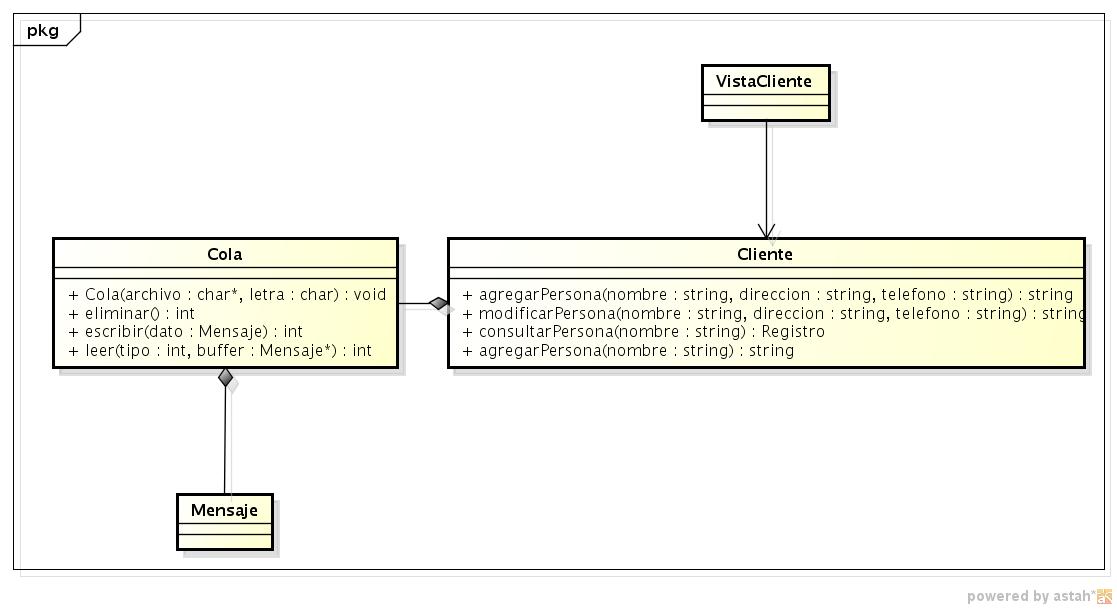 pkg
VistaCliente
Cola
+ Cola(archivo : char*, letra : char) : void
+ eliminar() : int
+ escribir(dato : Mensaje) : int
+ leer(tipo : int, buffer : Mensaje*) : int
Cliente
+ agregarPersona(nombre : string, direccion : string, telefono : string) : string
+ modificarPersona(nombre : string, direccion : string, telefono : string) : string
+ consultarPersona(nombre : string) : Registro
+ agregarPersona(nombre : string) : string
Mensaje
powered by astah*